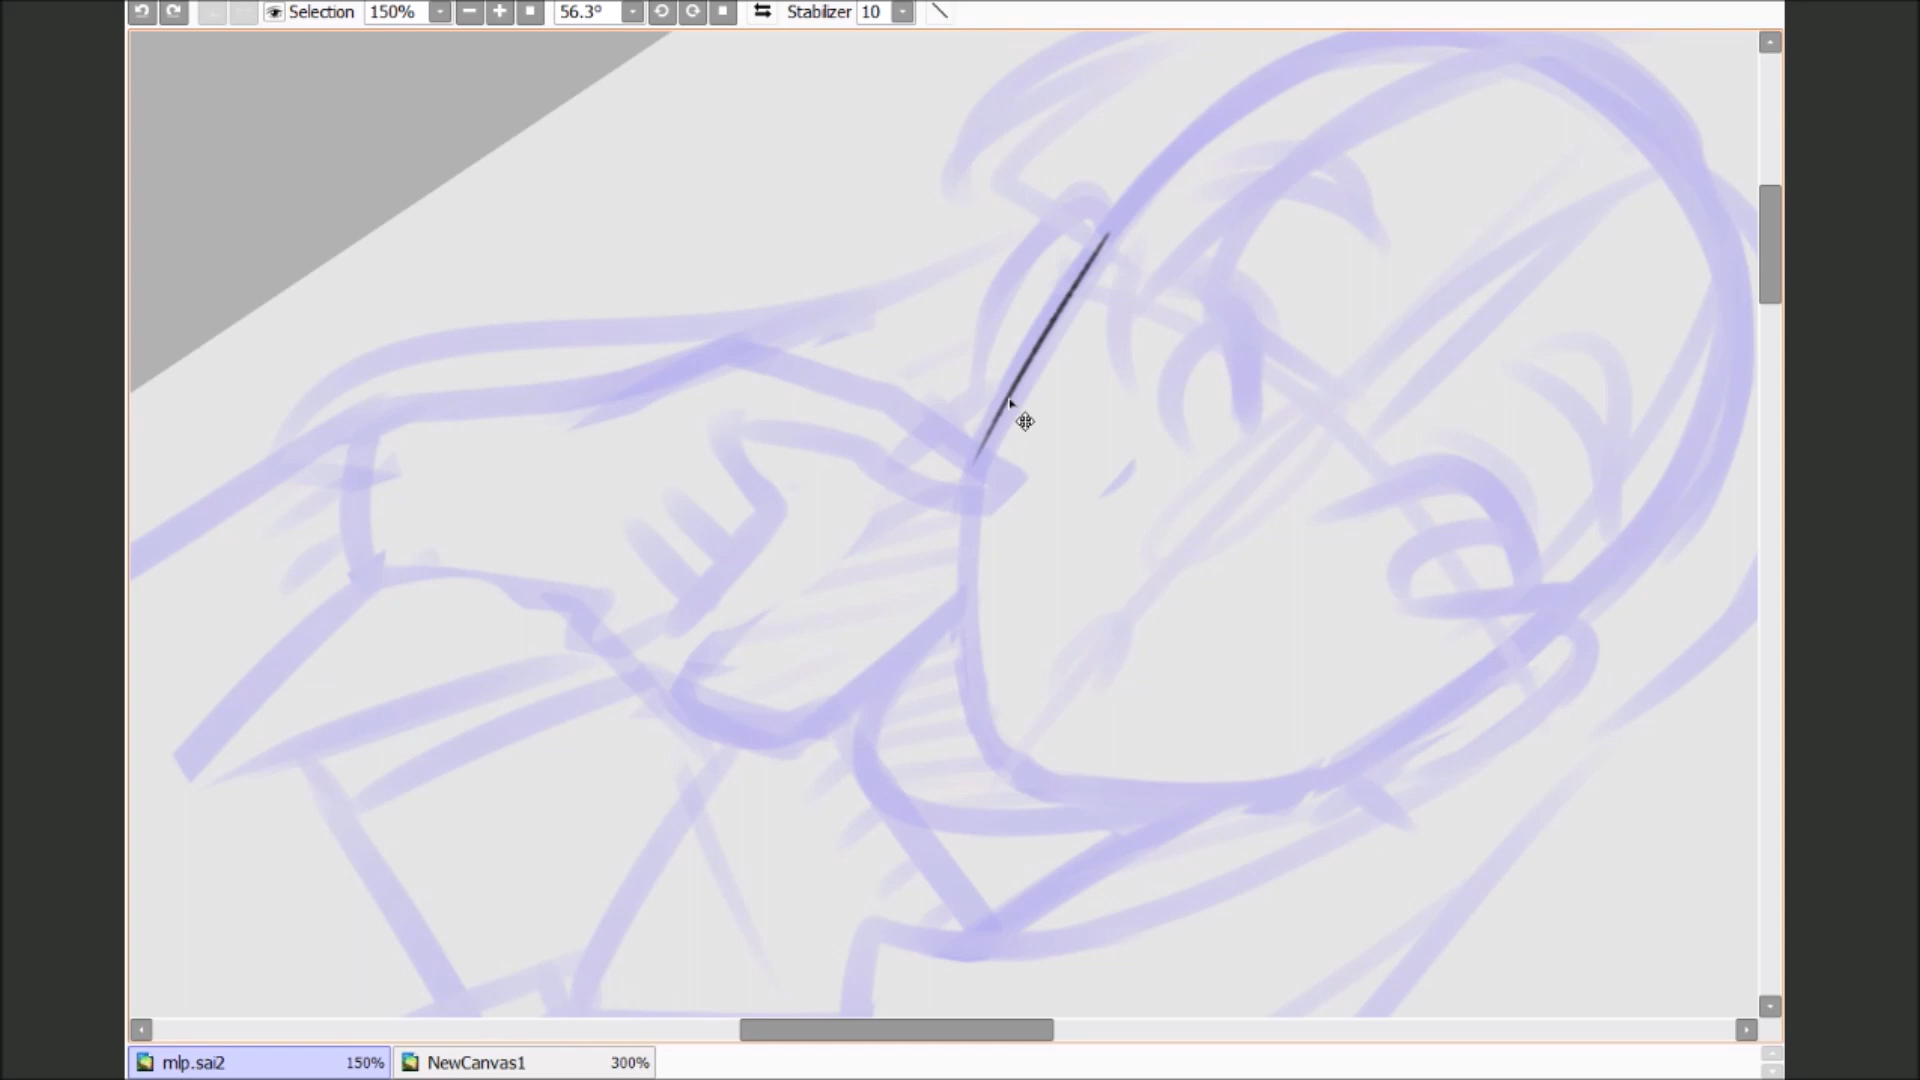 Selection 150% 56.3° Stabilizer 10
mlp.sai2 150% NewCanvas1 300%